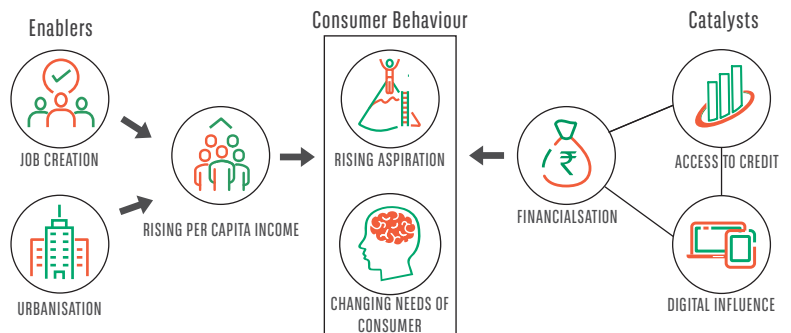 Enablers
Consumer Behaviour
Catalysts
JOB CREATION
RISING PER CAPITA INCOME
URBANISATION
RISING ASPIRATION
CHANGING NEEDS OF
CONSUMER
₹
FINANCIALSATION
ACCESS TO CREDIT
DIGITAL INFLUENCE